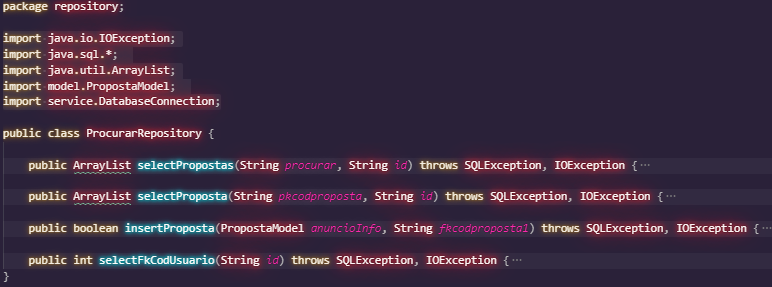 package repository;
import java.io.IOException;
import java.sql.*;
import java.util.ArrayList;
import model.PropostaModel;
import service.DatabaseConnection;
public class ProcurarRepository {
public ArrayList selectPropostas(String procurar, String id) throws SQLException, IOException {···
public ArrayList selectProposta(String pkcodproposta, String id) throws SQLException, IOException {···
public boolean insertProposta(PropostaModel anuncioInfo, String fkcodproposta1) throws SQLException, IOException {···
public int selectFkCodUsuario(String id) throws SQLException, IOException {···
}